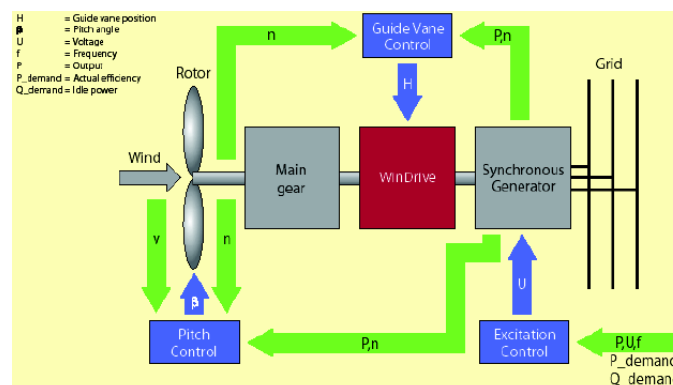 H = Guide vane position
β = Pitch angle
U = Voltage
f = Frequency
P = Output
P_demand = Actual efficiency
Q_demand = Idle power
n
Guide Vane
Control
P,n
Rotor
H
Grid
Wind
Main
gear
WinDrive
Synchronous
Generator
v
n
β
U
Pitch
Control
P,n
Excitation
Control
P,U,f
P_demand
Q_demand